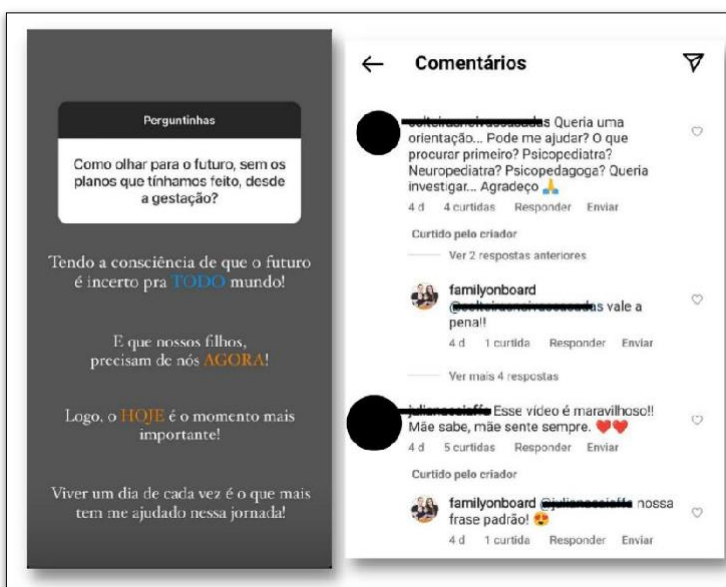 Perguntinhas
Como olhar para o futuro, sem os
planos que tínhamos feito, desde
a gestação?
Tendo a consciência de que o futuro
é incerto pra TODO mundo!
E que nossos filhos,
precisam de nós AGORA!
Logo, o HOJE é o momento mais
importante!
Viver um dia de cada vez é o que mais
tem me ajudado nessa jornada!
Comentários
Queria uma
orientação... Pode me ajudar? O que
procurar primeiro? Psicopediatra?
Neuropediatra? Psicopedagoga? Queria
investigar... Agradeço 🙏
4 d 4 curtidas Responder Enviar
Curtido pelo criador
Ver 2 respostas anteriores
familyonboard
vale a
pena!!
4 d 1 curtida Responder Enviar
Ver mais 4 respostas
Esse vídeo é maravilhoso!!
Mãe sabe, mãe sente sempre. ❤️❤️
4 d 5 curtidas Responder Enviar
Curtido pelo criador
familyonboard nossa
frase padrão! 😍
4 d 1 curtida Responder Enviar